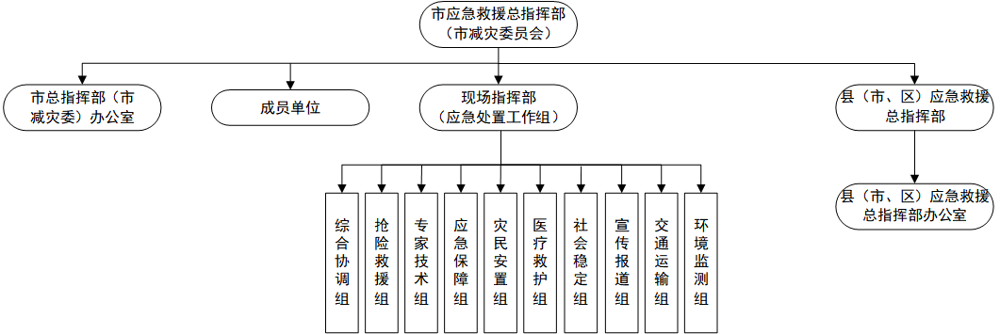 市应急救援总指挥部
（市减灾委员会）
市总指挥部（市
减灾委）办公室
成员单位
现场指挥部
（应急处置工作组）
县（市、区）应急救援
总指挥部
县（市、区）应急救援
总指挥部办公室
综合协调组
抢险救援组
专家技术组
应急保障组
灾民安置组
医疗救护组
社会稳定组
宣传报道组
交通运输组
环境监测组